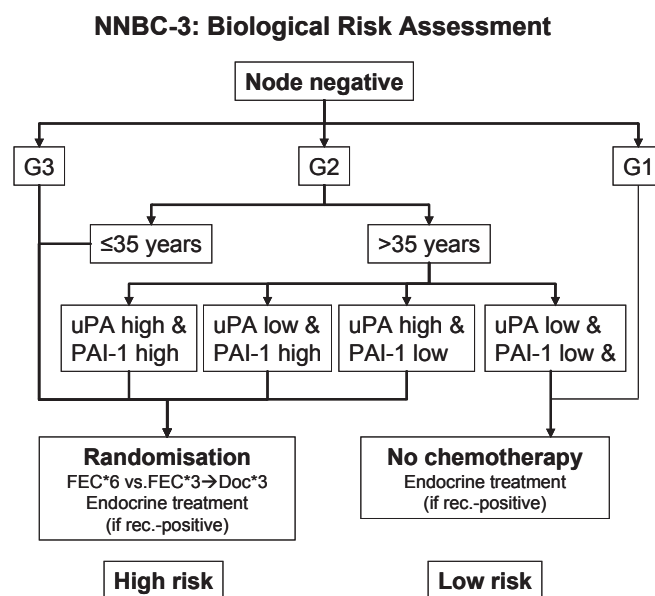 NNBC-3: Biological Risk Assessment
Node negative
G3
G2
G1
≤35 years
>35 years
uPA high &
PAI-1 high
uPA low &
PAI-1 high
uPA high &
PAI-1 low
uPA low &
PAI-1 low &
Randomisation
FEC*6 vs.FEC*3→Doc*3
Endocrine treatment
(if rec.-positive)
No chemotherapy
Endocrine treatment
(if rec.-positive)
High risk
Low risk